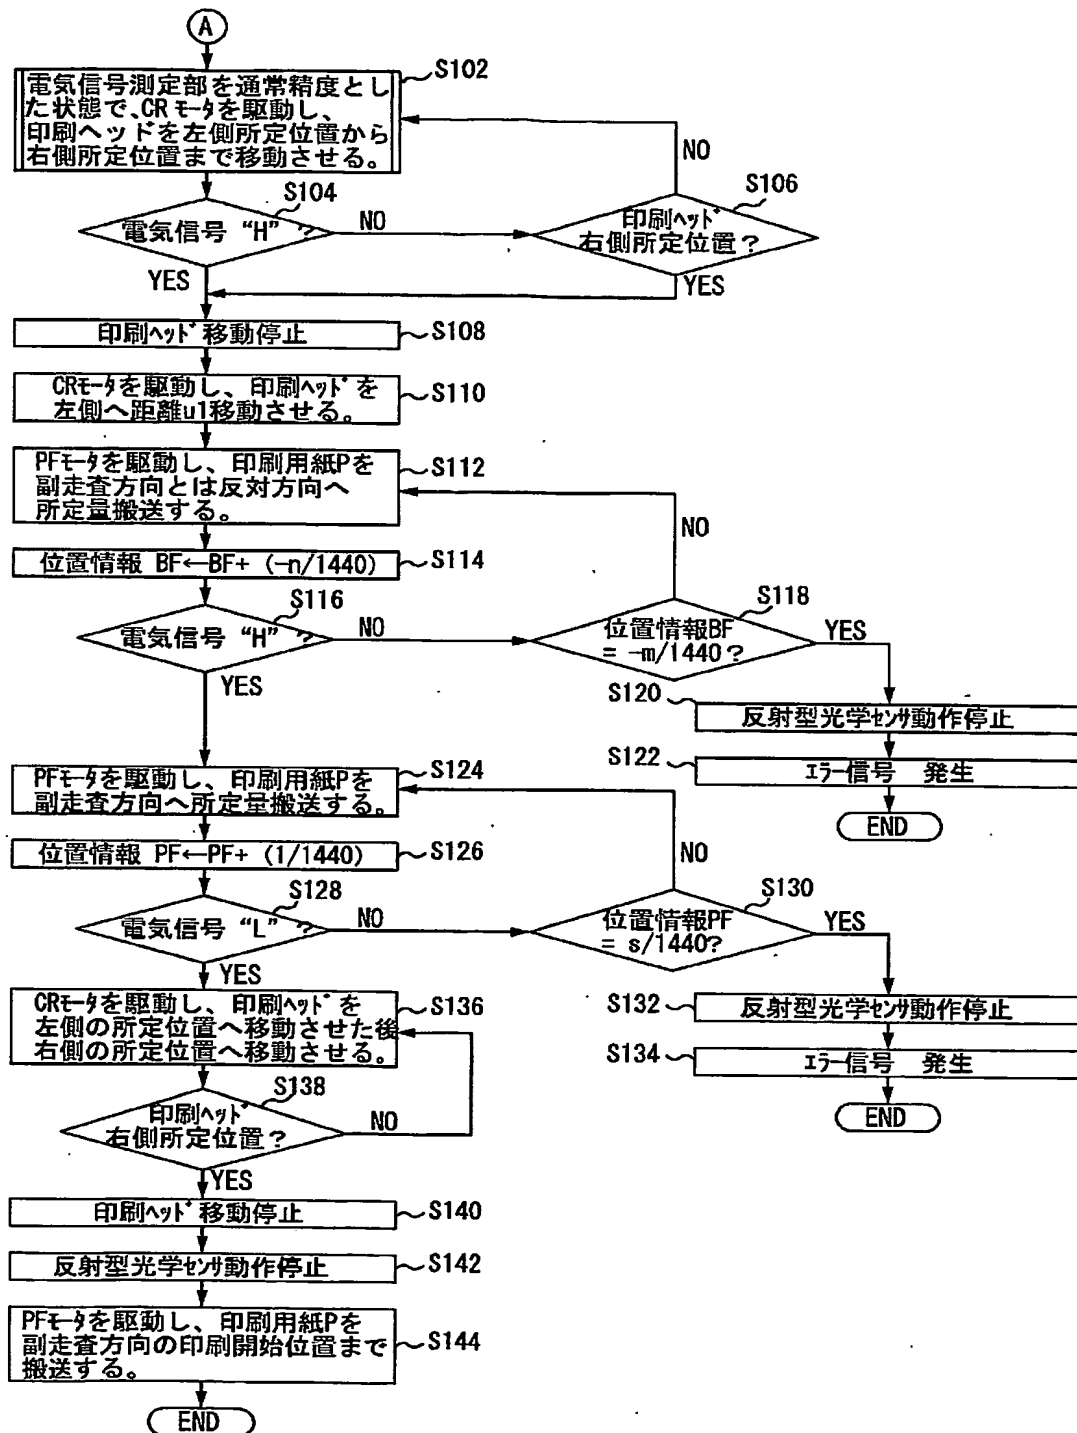 A
S102
電気信号測定部を通常精度とし
た状態で、CRモータを駆動し、
印刷ヘッドを左側所定位置から
右側所定位置まで移動させる。
NO
S104
S106
電気信号 “H” ?
NO
印刷ヘッド
右側所定位置?
YES
YES
印刷ヘッド移動停止
S108
CRモータを駆動し、印刷ヘッドを
左側へ距離u1移動させる。
S110
PFモータを駆動し、印刷用紙Pを
副走査方向とは反対方向へ
所定量搬送する。
S112
NO
位置情報 BF←BF+ (-n/1440)
S114
S116
S118
電気信号 “H” ?
NO
位置情報BF
= -m/1440?
YES
YES
S120
反射型光学センサ動作停止
S122
エラー信号 発生
END
PFモータを駆動し、印刷用紙Pを
副走査方向へ所定量搬送する。
S124
NO
位置情報 PF←PF+ (1/1440)
S126
S128
S130
電気信号 “L” ?
NO
位置情報PF
= s/1440?
YES
YES
CRモータを駆動し、印刷ヘッドを
左側の所定位置へ移動させた後
右側の所定位置へ移動させる。
S136
S132
反射型光学センサ動作停止
S134
エラー信号 発生
END
S138
印刷ヘッド
右側所定位置?
NO
YES
印刷ヘッド移動停止
S140
反射型光学センサ動作停止
S142
PFモータを駆動し、印刷用紙Pを
副走査方向の印刷開始位置まで
搬送する。
S144
END